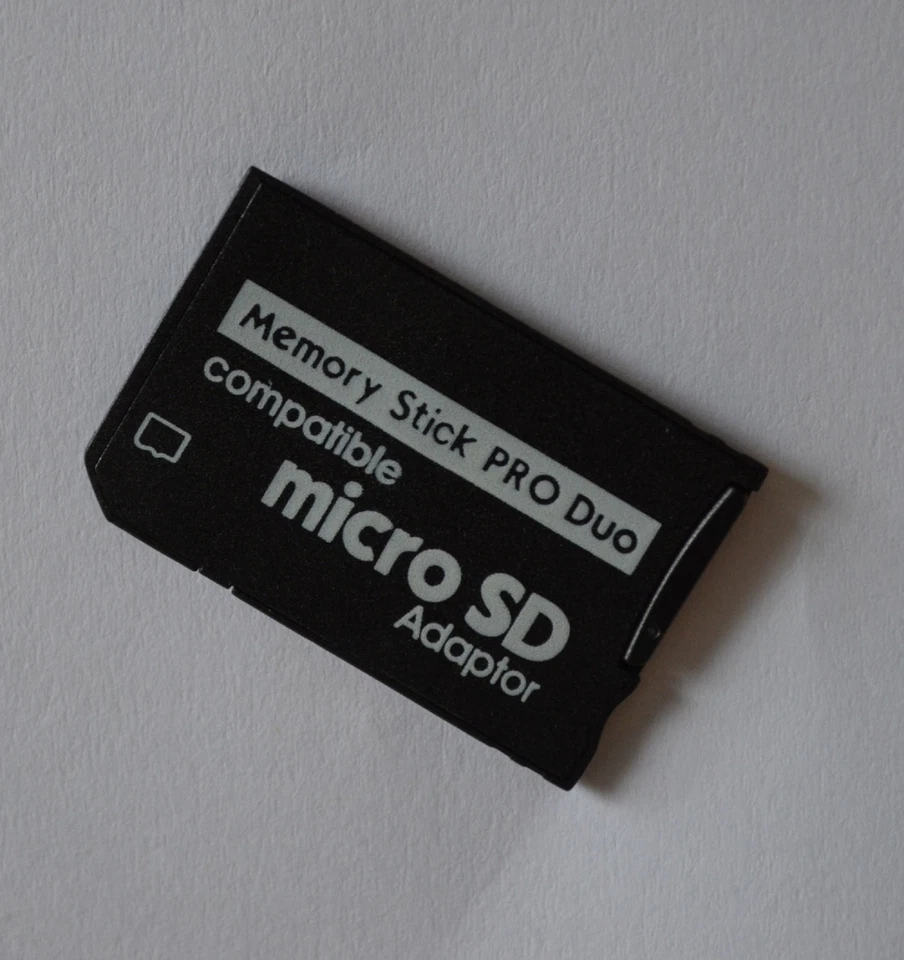 Memory Stick PRO Duo
compatible
micro SD
Adaptor